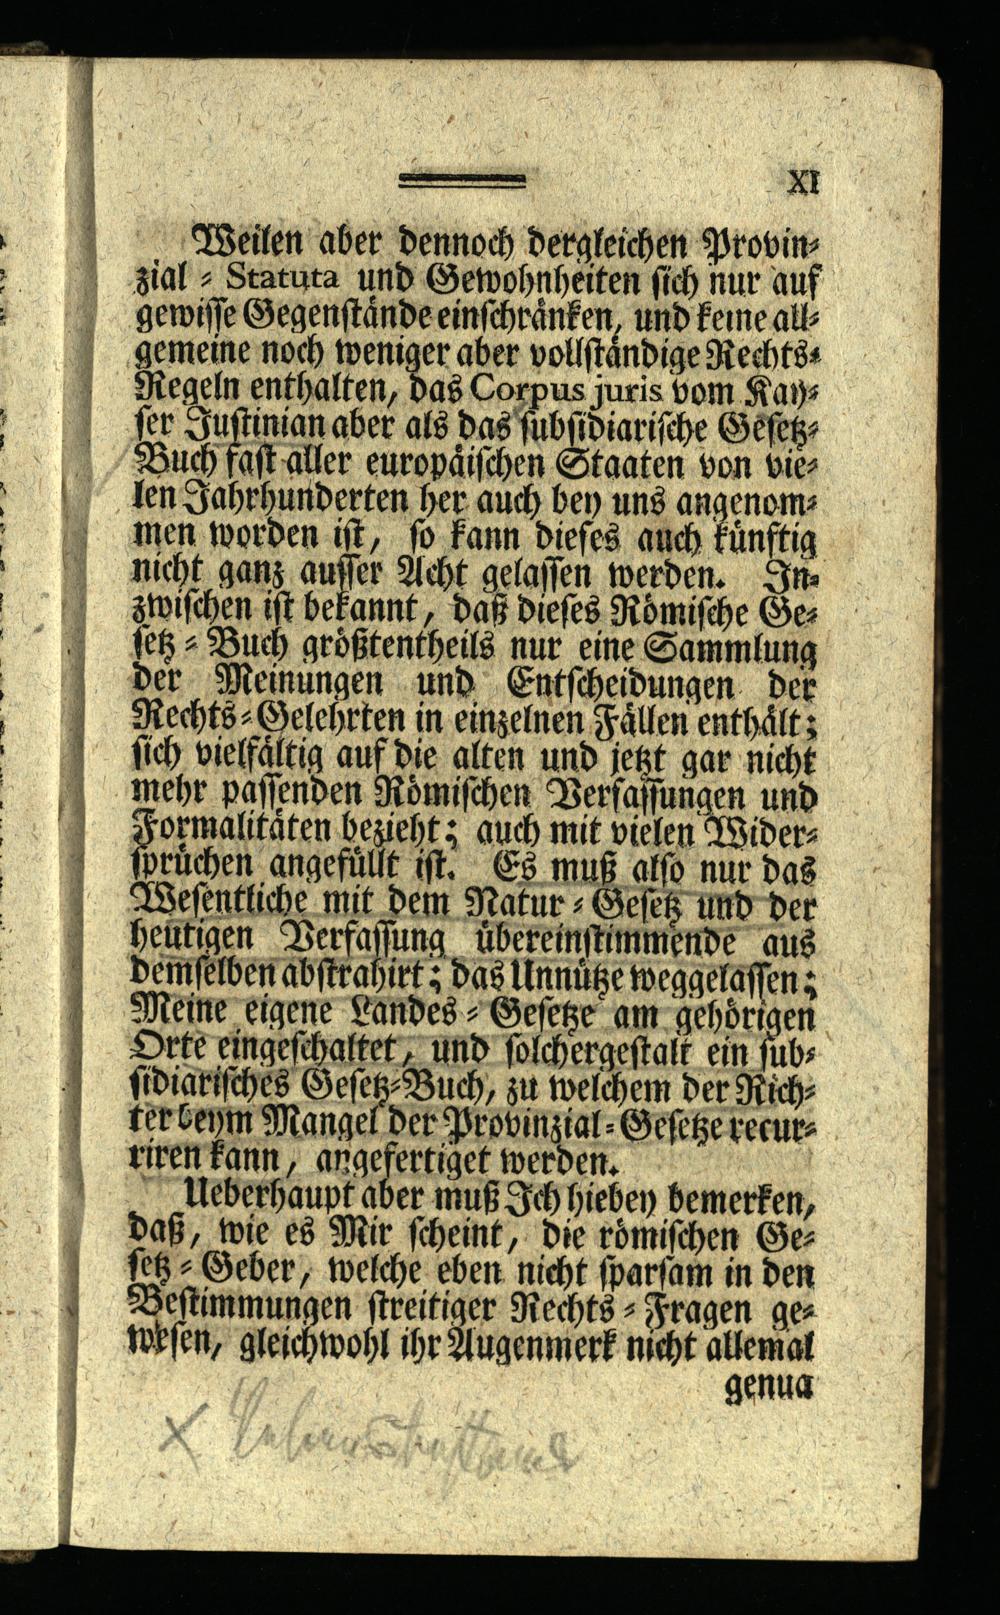 XI
Weilen aber dennoch dergleichen Provin-
zial - Statuta und Gewohnheiten sich nur auf
gewisse Gegenstände einschränken, und keine all-
gemeine noch weniger aber vollständige Rechts-
Regeln enthalten, das Corpus juris vom Kay-
ser Justinian aber als das subsidiarische Gesetz-
Buch fast aller europäischen Staaten von vie-
len Jahrhunderten her auch bey uns angenom-
men worden ist, so kann dieses auch künftig
nicht ganz ausser Acht gelassen werden. In-
zwischen ist bekannt, daß dieses Römische Ge-
setz - Buch größtentheils nur eine Sammlung
der Meinungen und Entscheidungen der
Rechts-Gelehrten in einzelnen Fällen enthält;
sich vielfältig auf die alten und jetzt gar nicht
mehr passenden Römischen Verfassungen und
Formalitäten bezieht; auch mit vielen Wider-
sprüchen angefüllt ist. Es muß also nur das
Wesentliche mit dem Natur - Gesetz und der
heutigen Verfassung übereinstimmende aus
demselben abstrahirt; das Unnütze weggelassen;
Meine eigene Landes - Gesetze am gehörigen
Orte eingeschaltet, und solchergestalt ein sub-
sidiarisches Gesetz-Buch, zu welchem der Rich-
ter beym Mangel der Provinzial-Gesetze recur-
riren kann, angefertiget werden.
Ueberhaupt aber muß Ich hiebey bemerken,
daß, wie es Mir scheint, die römischen Ge-
setz - Geber, welche eben nicht sparsam in den
Bestimmungen streitiger Rechts - Fragen ge-
wesen, gleichwohl ihr Augenmerk nicht allemal
genug